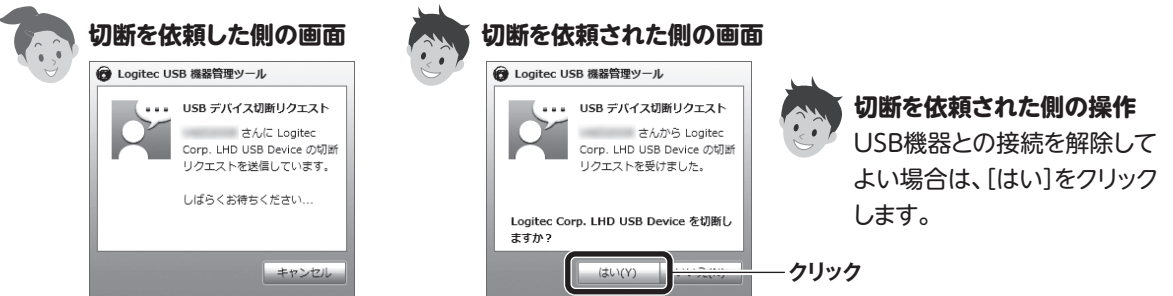 切断を依頼した側の画面
Logitec USB 機器管理ツール
USB デバイス切断リクエスト
さんに Logitec
Corp. LHD USB Device の切断
リクエストを送信しています。
しばらくお待ちください...
キャンセル
切断を依頼された側の画面
Logitec USB 機器管理ツール
USB デバイス切断リクエスト
さんから Logitec
Corp. LHD USB Device の切断
リクエストを受けました。
Logitec Corp. LHD USB Device を切断し
ますか?
はい(Y)
クリック
切断を依頼された側の操作
USB機器との接続を解除して
よい場合は、[はい]をクリック
します。